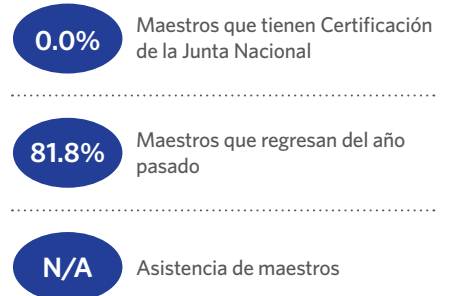 0.0%
Maestros que tienen Certificación
de la Junta Nacional
81.8%
Maestros que regresan del año
pasado
N/A
Asistencia de maestros